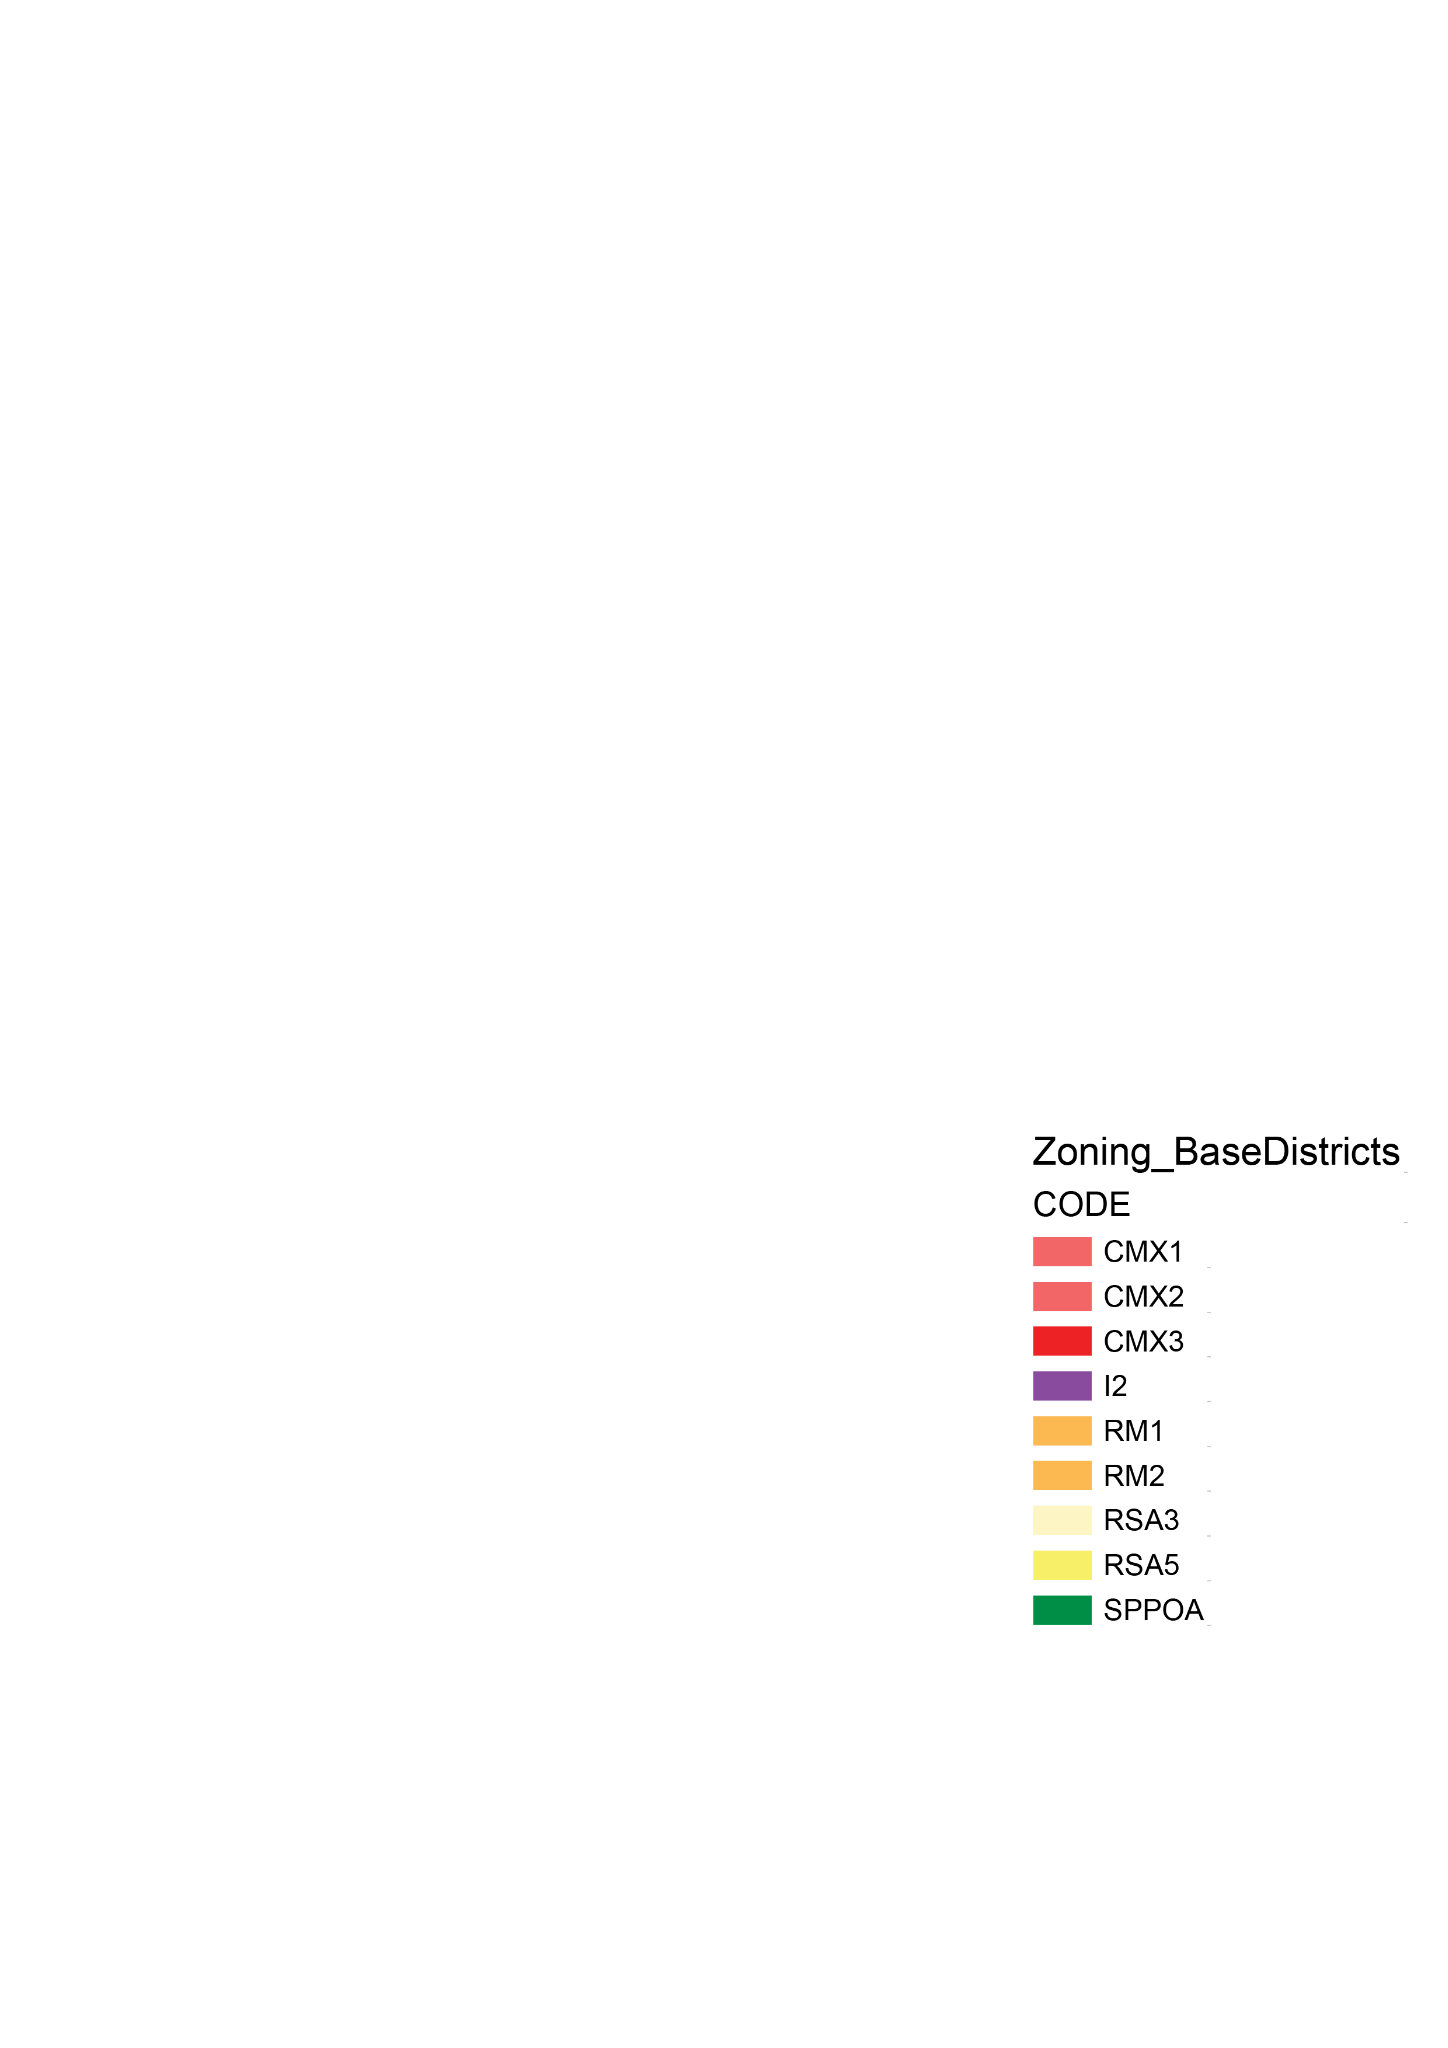 Zoning_BaseDistricts
CODE
CMX1
CMX2
CMX3
I2
RM1
RM2
RSA3
RSA5
SPPOA